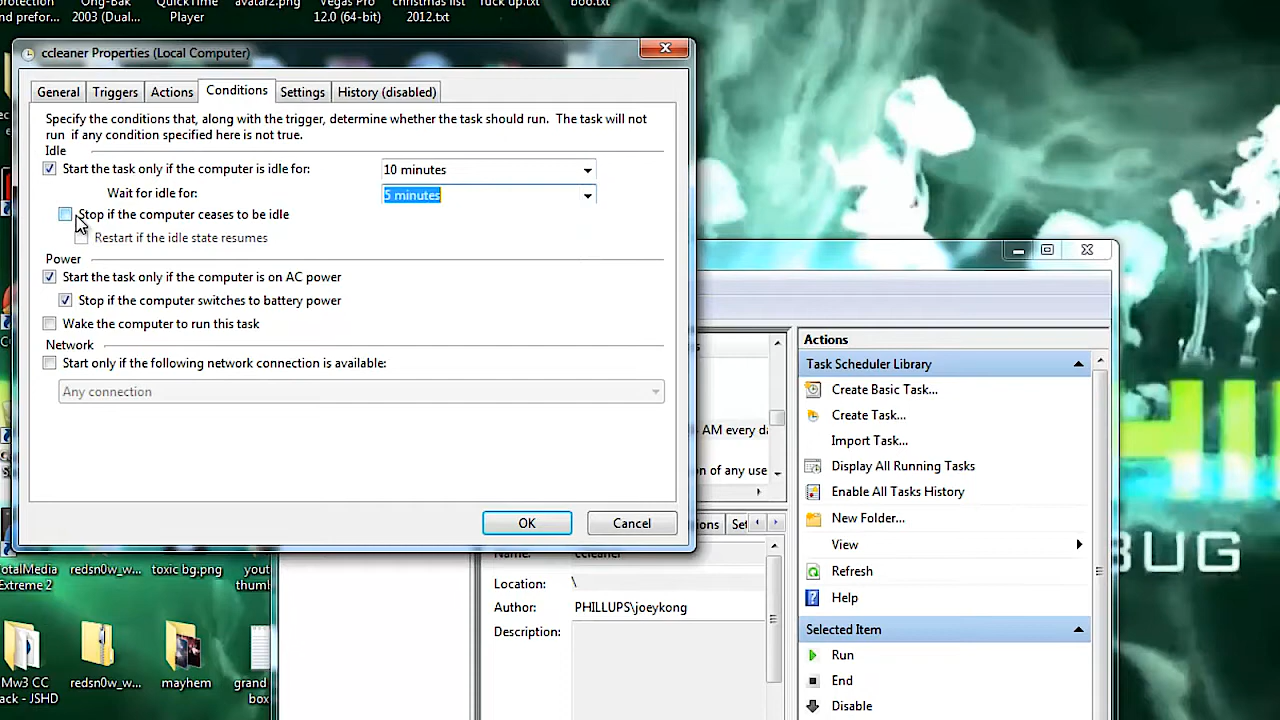 Ong-Bak
QuickTime
avatar2.png
Vegas Pro
christmas list
boo.txt
and prefor...
2003 (Dual...
Player
12.0 (64-bit)
2012.txt
ccleaner Properties (Local Computer)
General
Triggers
Actions
Conditions
Settings
History (disabled)
Specify the conditions that, along with the trigger, determine whether the task should run. The task will not
run if any condition specified here is not true.
Idle
Start the task only if the computer is idle for:
10 minutes
Wait for idle for:
5 minutes
Stop if the computer ceases to be idle
Restart if the idle state resumes
Power
Start the task only if the computer is on AC power
Stop if the computer switches to battery power
Wake the computer to run this task
Network
Start only if the following network connection is available:
Any connection
OK
Cancel
AM every da
on of any use
Actions
Task Scheduler Library
Create Basic Task...
Create Task...
Import Task...
Display All Running Tasks
Enable All Tasks History
New Folder...
View
Refresh
Help
Selected Item
Run
End
Disable
ions
Set
Name:
ccleaner
Location:
\
Author:
PHILLUPS\joeykong
Description:
BUG
otalMedia
Extreme 2
redsn0w_w...
toxic bg.png
yout
thumb
Mw3 CC
ack - JSHD
redsn0w_w...
mayhem
grand
box